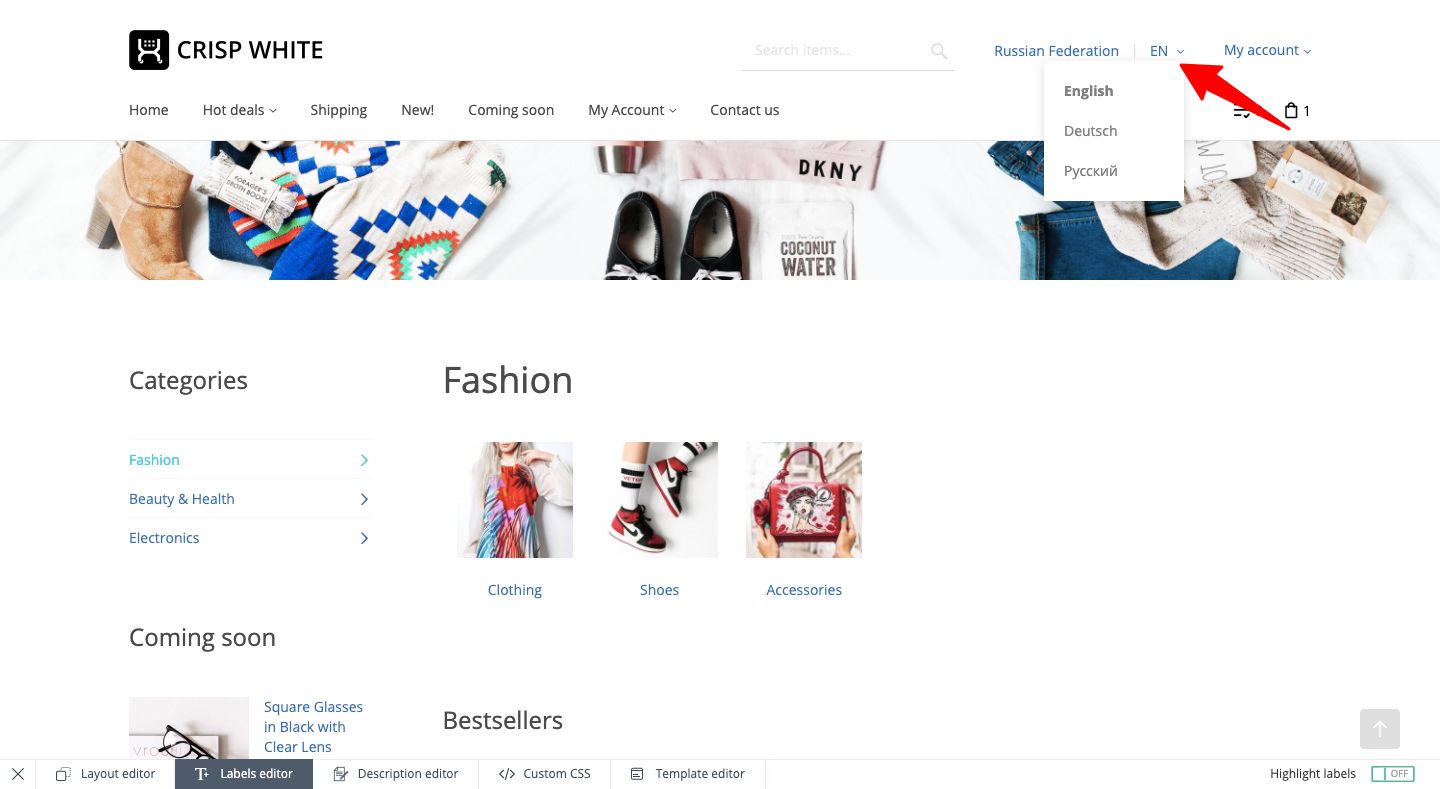 CRISP WHITE
Search items...
Russian Federation
EN
My account
English
Deutsch
Русский
Home
Hot deals
Shipping
New!
Coming soon
My Account
Contact us
1
FORAGER'S
BROTH BOOST
DKNY
COCONUT
WATER
Categories
Fashion
Beauty & Health
Electronics
Fashion
Clothing
Shoes
Accessories
Coming soon
Square Glasses
in Black with
Clear Lens
Bestsellers
Layout editor
Labels editor
Description editor
Custom CSS
Template editor
Highlight labels
OFF